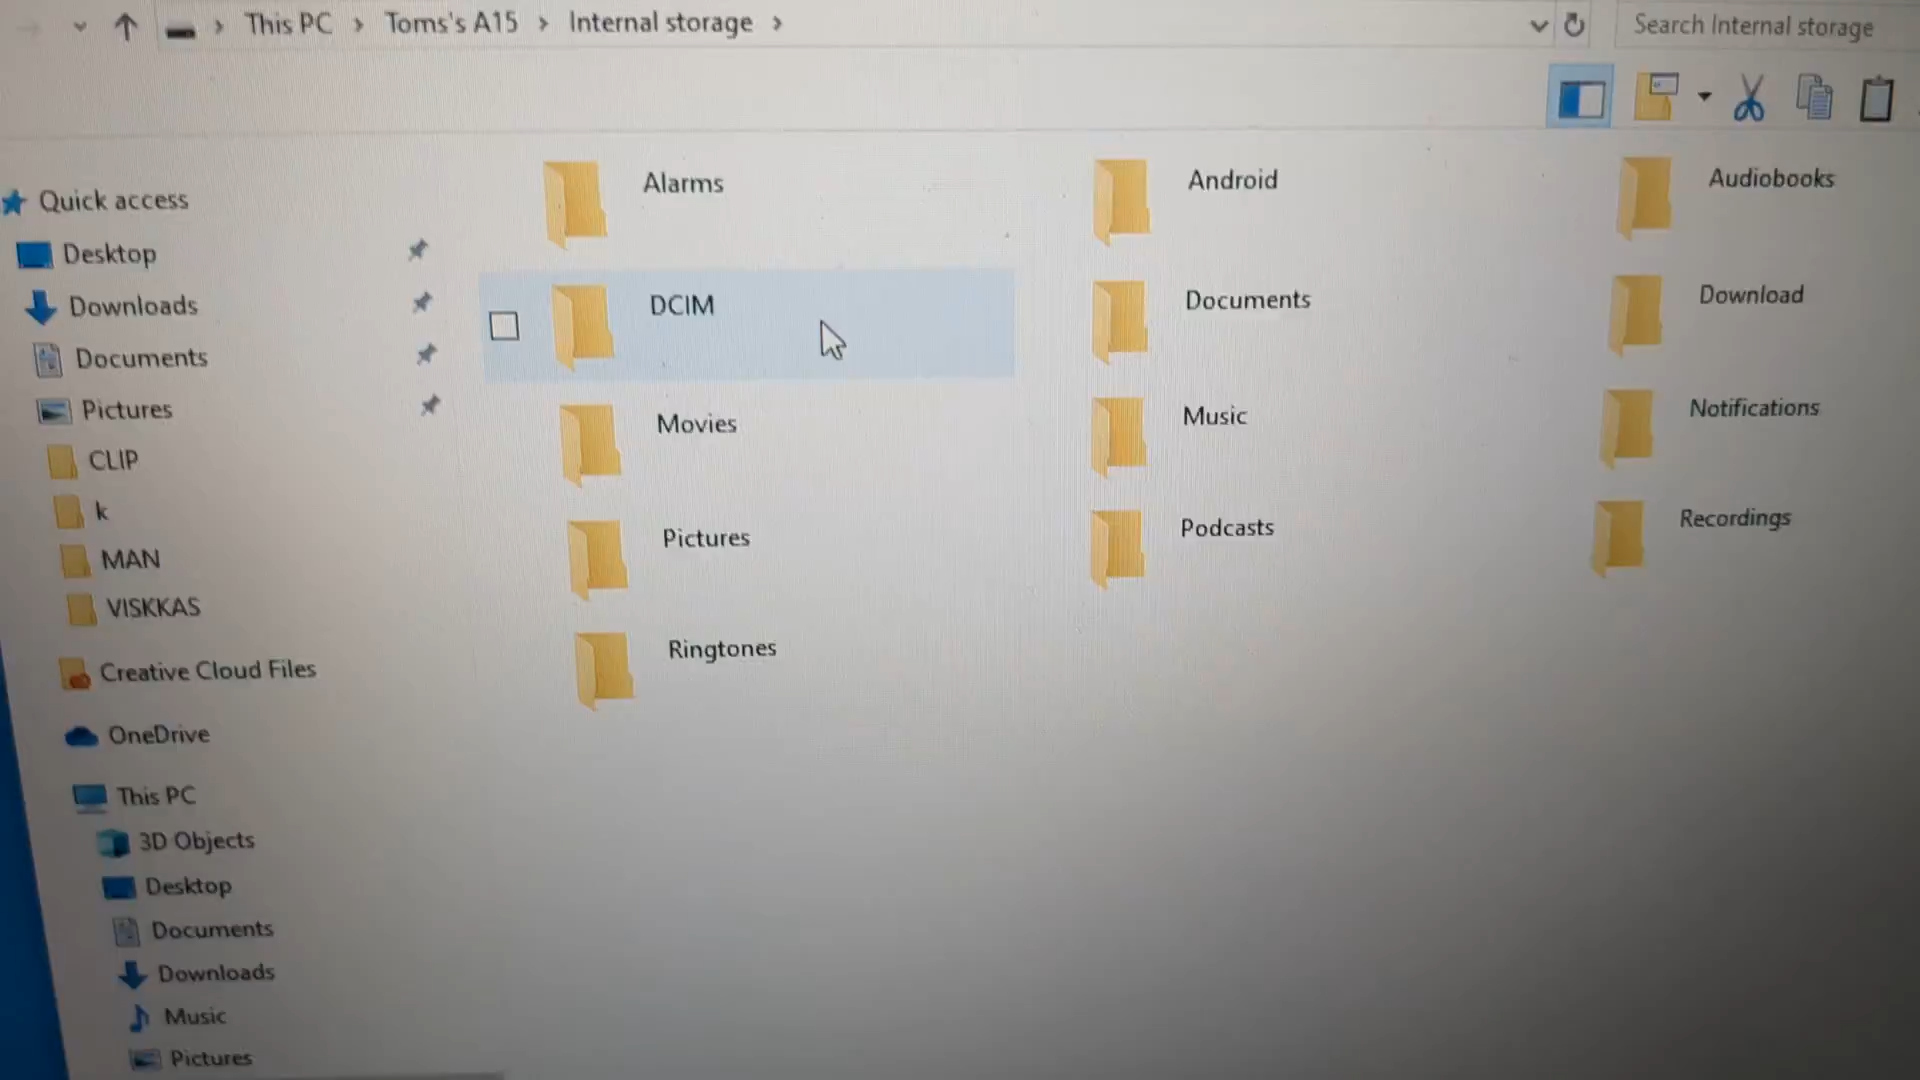 This PC > Toms's A15 > Internal storage >
Search Internal storage
Quick access
Desktop
Downloads
Documents
Pictures
CLIP
k
MAN
VISKKAS
Creative Cloud Files
OneDrive
This PC
3D Objects
Desktop
Documents
Downloads
Music
Pictures
Alarms
Android
Audiobooks
DCIM
Documents
Download
Movies
Music
Notifications
Pictures
Podcasts
Recordings
Ringtones